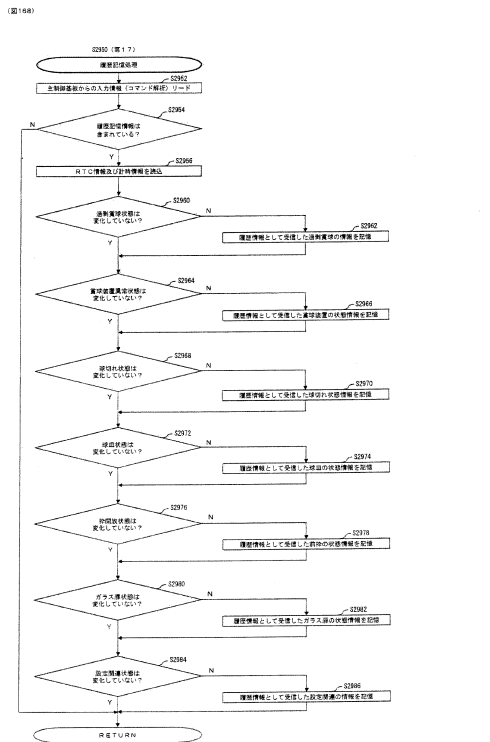 (図168)
S2950 (第17)
履歴記憶処理
S2952
主制御基板からの入力情報(コマンド解析)リード
S2954
N
履歴記憶情報は
含まれている?
Y
S2956
RTC情報及び計時情報を読込
S2960
過剰賞球状態は
変化していない?
N
Y
S2962
履歴情報として受信した過剰賞球の情報を記憶
S2964
賞球装置異常状態は
変化していない?
N
Y
S2966
履歴情報として受信した賞球装置の状態情報を記憶
S2968
球切れ状態は
変化していない?
N
Y
S2970
履歴情報として受信した球切れ状態情報を記憶
S2972
球皿状態は
変化していない?
N
Y
S2974
履歴情報として受信した球皿の状態情報を記憶
S2976
枠開放状態は
変化していない?
N
Y
S2978
履歴情報として受信した前枠の状態情報を記憶
S2980
ガラス扉状態は
変化していない?
N
Y
S2982
履歴情報として受信したガラス扉の状態情報を記憶
S2984
設定関連状態は
変化していない?
N
Y
S2986
履歴情報として受信した設定関連の情報を記憶
RETURN